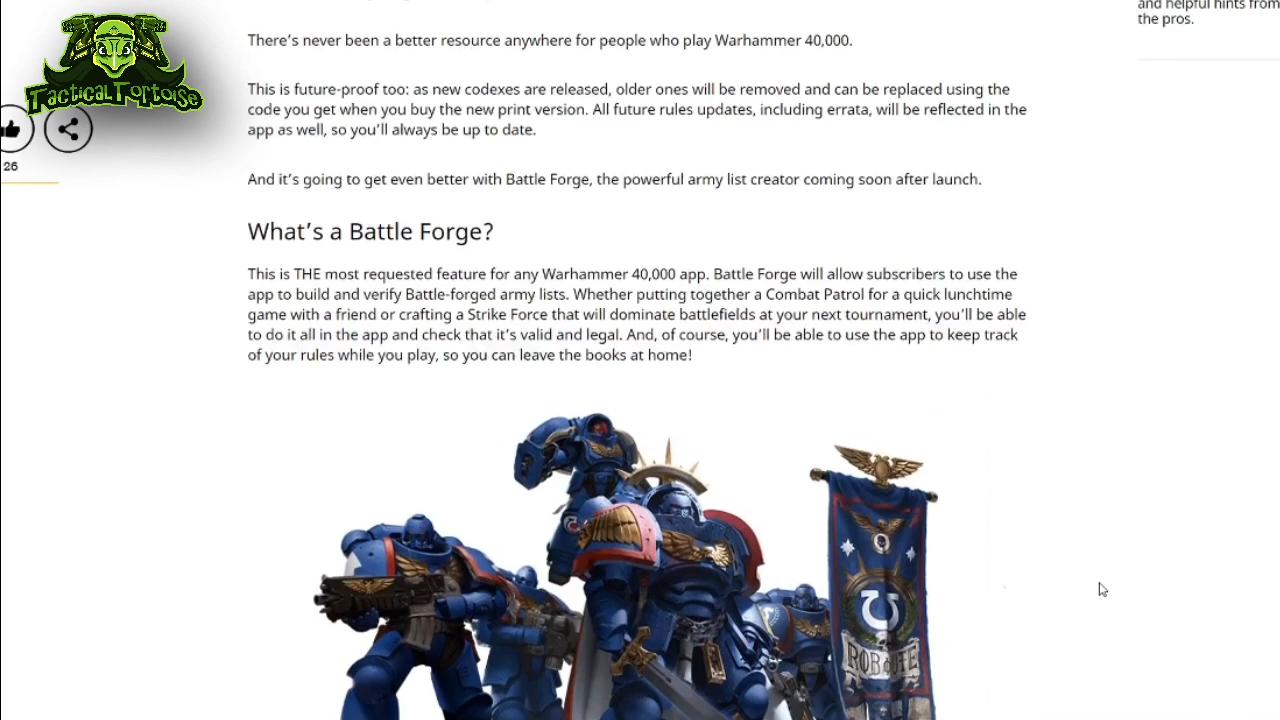 TacticalTortoise
and helpful hints from
the pros.
There’s never been a better resource anywhere for people who play Warhammer 40,000.
This is future-proof too: as new codexes are released, older ones will be removed and can be replaced using the
code you get when you buy the new print version. All future rules updates, including errata, will be reflected in the
app as well, so you’ll always be up to date.
26
And it’s going to get even better with Battle Forge, the powerful army list creator coming soon after launch.
What’s a Battle Forge?
This is THE most requested feature for any Warhammer 40,000 app. Battle Forge will allow subscribers to use the
app to build and verify Battle-forged army lists. Whether putting together a Combat Patrol for a quick lunchtime
game with a friend or crafting a Strike Force that will dominate battlefields at your next tournament, you’ll be able
to do it all in the app and check that it’s valid and legal. And, of course, you’ll be able to use the app to keep track
of your rules while you play, so you can leave the books at home!
ROBOUTE